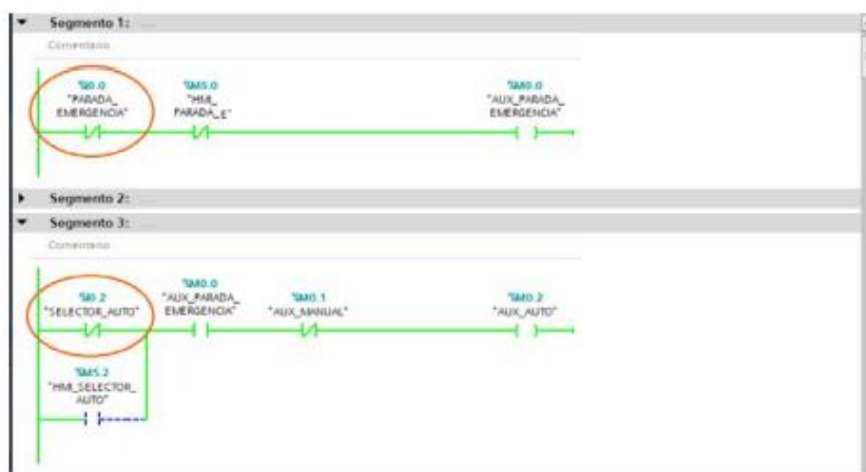 Segmento 1: .....
Comentario
%I0.0
"PARADA_
EMERGENCIA"
%M5.0
"HMI_
PARADA_E"
%M0.0
"AUX_PARADA_
EMERGENCIA"
Segmento 2: .....
Segmento 3: .....
Comentario
%I0.2
"SELECTOR_AUTO"
%M0.0
"AUX_PARADA_
EMERGENCIA"
%M0.1
"AUX_MANUAL"
%M0.2
"AUX_AUTO"
%M5.2
"HMI_SELECTOR_
AUTO"